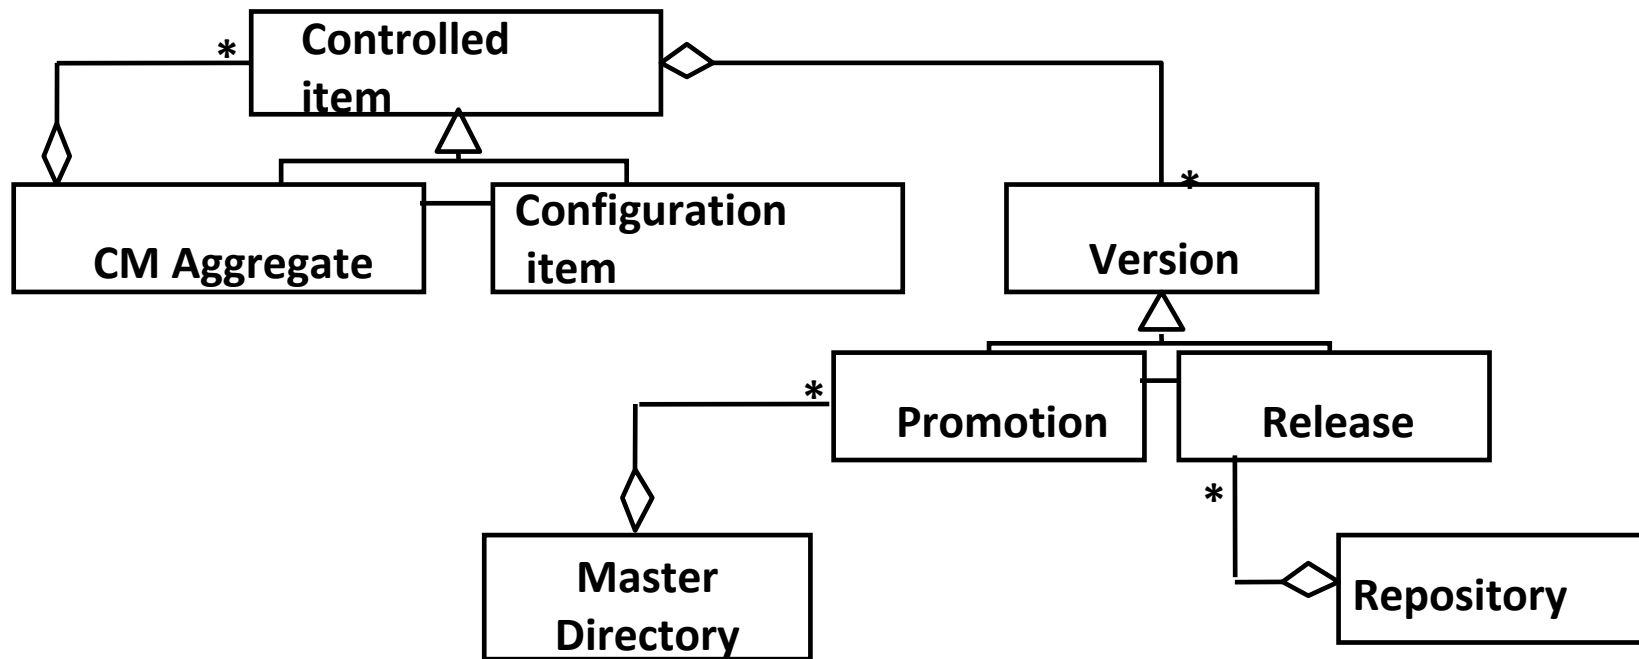 *
Controlled
item
*
CM Aggregate
Configuration
item
Version
*
Promotion
Release
*
Master
Directory
Repository